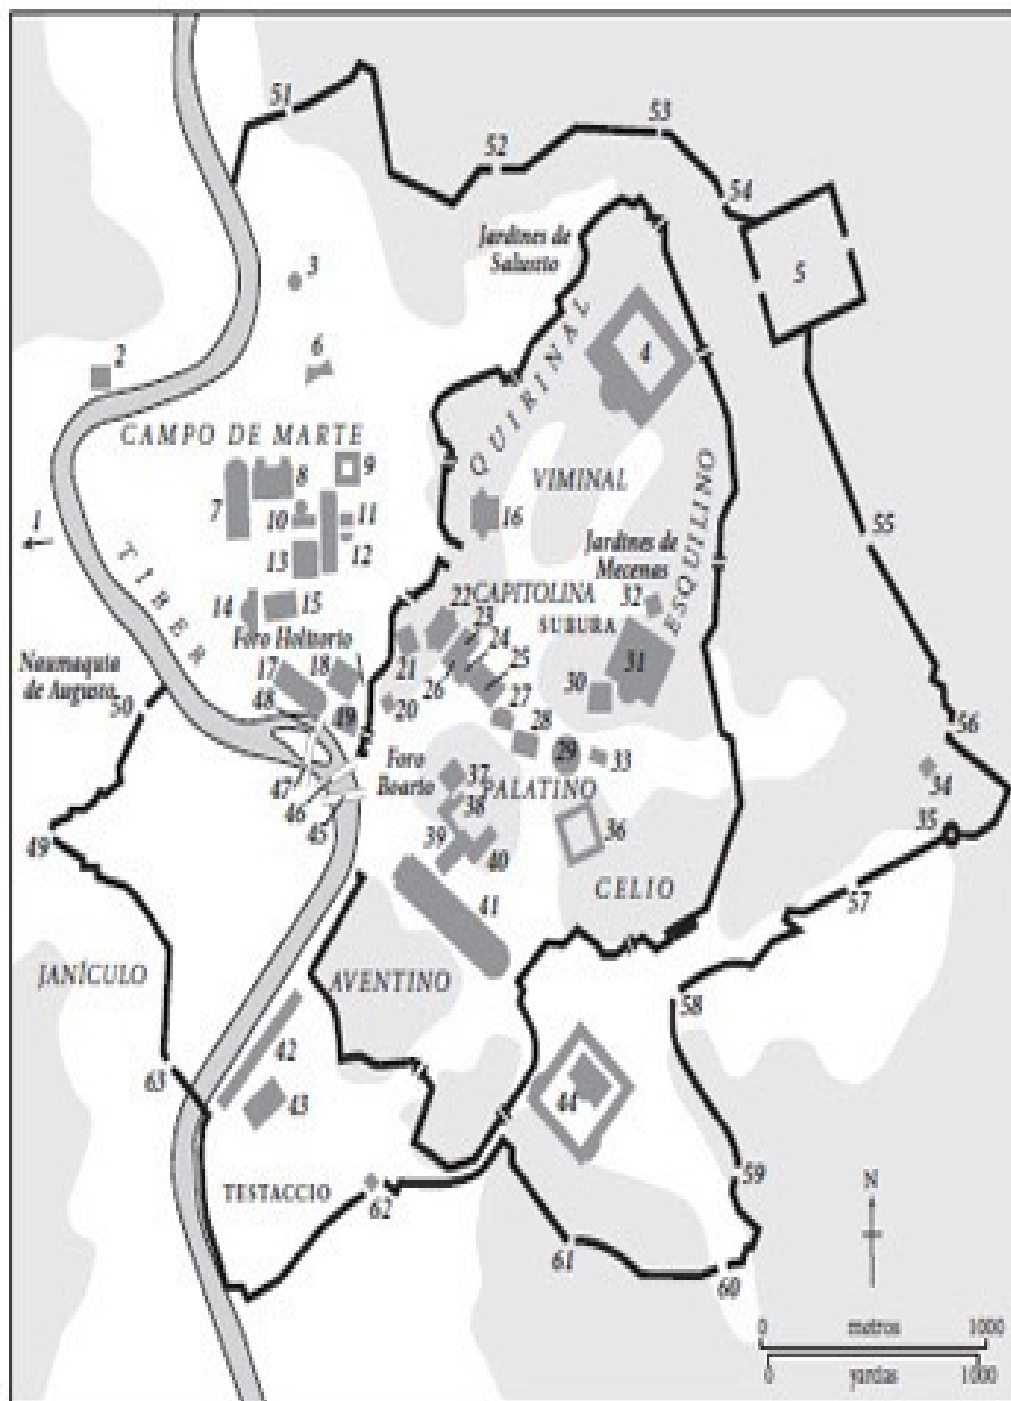 51
53
52
54
Jardines de
Salustio
5
3
QUIRINAL
4
2
6
CAMPO DE MARTE
8
9
7
VIMINAL
ESQUILINO
10
11
16
1
13
12
Jardines de
Mecenas
55
TÍBER
CAPITOLINA
22
23
32
14
15
SUBURA
24
Foro Holitorio
21
25
31
Naumaquia
de Augusto
17
18
26
30
50
48
20
27
49
28
56
29
33
Foro
Boario
34
47
37
PALATINO
46
38
35
45
49
39
36
40
CELIO
57
41
JANÍCULO
AVENTINO
58
42
63
43
44
TESTACCIO
59
N
62
61
60
0 metros 1000
0 yardas 1000